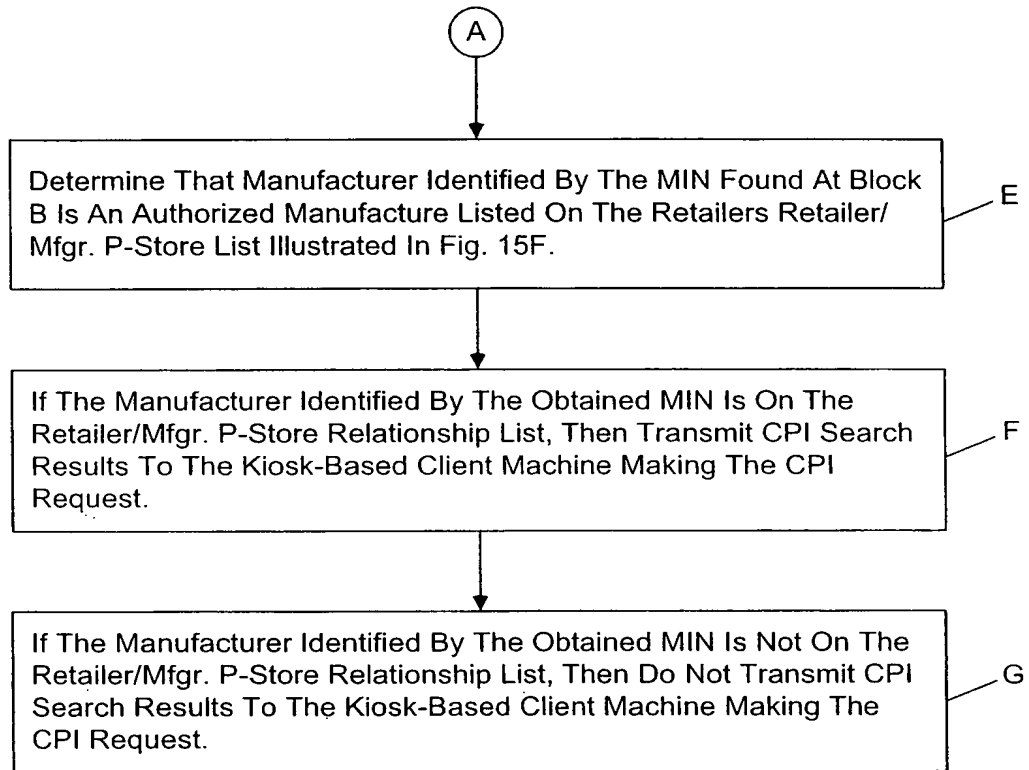 A
Determine That Manufacturer Identified By The MIN Found At Block
B Is An Authorized Manufacture Listed On The Retailers Retailer/
Mfgr. P-Store List Illustrated In Fig. 15F.
E
If The Manufacturer Identified By The Obtained MIN Is On The
Retailer/Mfgr. P-Store Relationship List, Then Transmit CPI Search
Results To The Kiosk-Based Client Machine Making The CPI
Request.
F
If The Manufacturer Identified By The Obtained MIN Is Not On The
Retailer/Mfgr. P-Store Relationship List, Then Do Not Transmit CPI
Search Results To The Kiosk-Based Client Machine Making The
CPI Request.
G